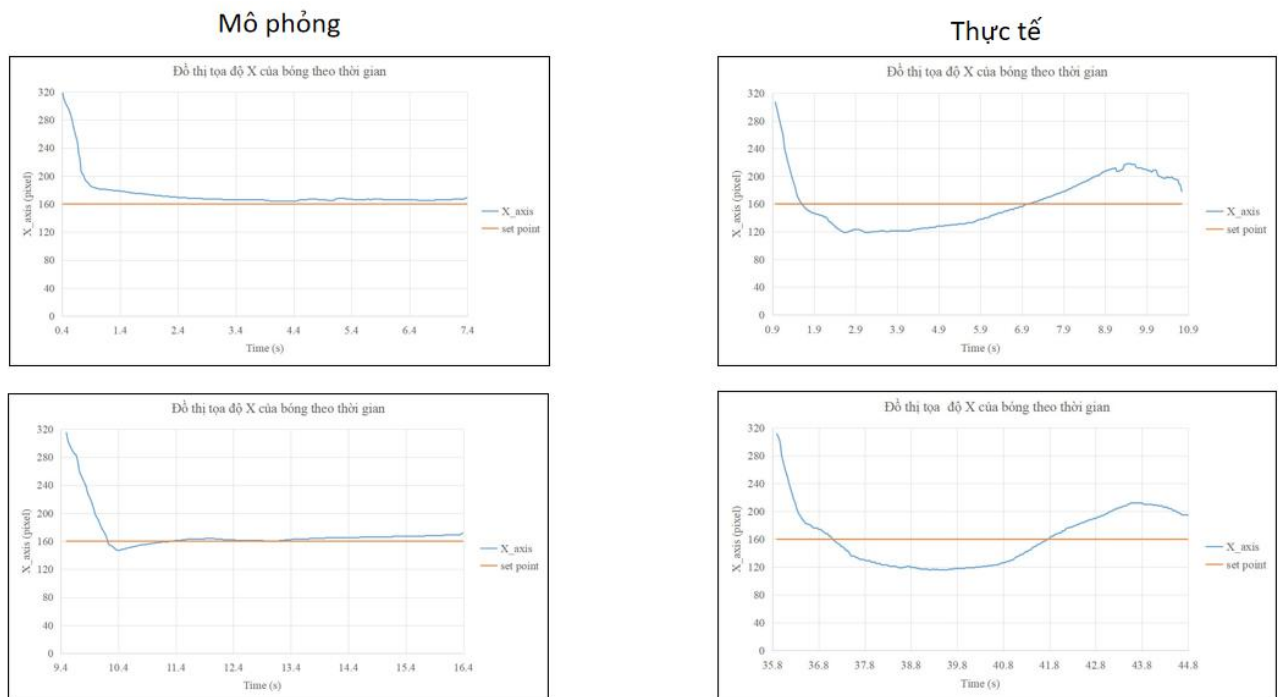 Mô phỏng
Thực tế
Đồ thị tọa độ X của bóng theo thời gian
320
280
240
200
160
120
80
40
0
X_axis (pixel)
0.4 1.4 2.4 3.4 4.4 5.4 6.4 7.4
Time (s)
X_axis
set point
Đồ thị tọa độ X của bóng theo thời gian
320
280
240
200
160
120
80
40
0
X_axis (pixel)
0.9 1.9 2.9 3.9 4.9 5.9 6.9 7.9 8.9 9.9 10.9
Time (s)
X_axis
set point
Đồ thị tọa độ X của bóng theo thời gian
320
280
240
200
160
120
80
40
0
X_axis (pixel)
9.4 10.4 11.4 12.4 13.4 14.4 15.4 16.4
Time (s)
X_axis
set point
Đồ thị tọa độ X của bóng theo thời gian
320
280
240
200
160
120
80
40
0
X_axis (pixel)
35.8 36.8 37.8 38.8 39.8 40.8 41.8 42.8 43.8 44.8
Time (s)
X_axis
set point